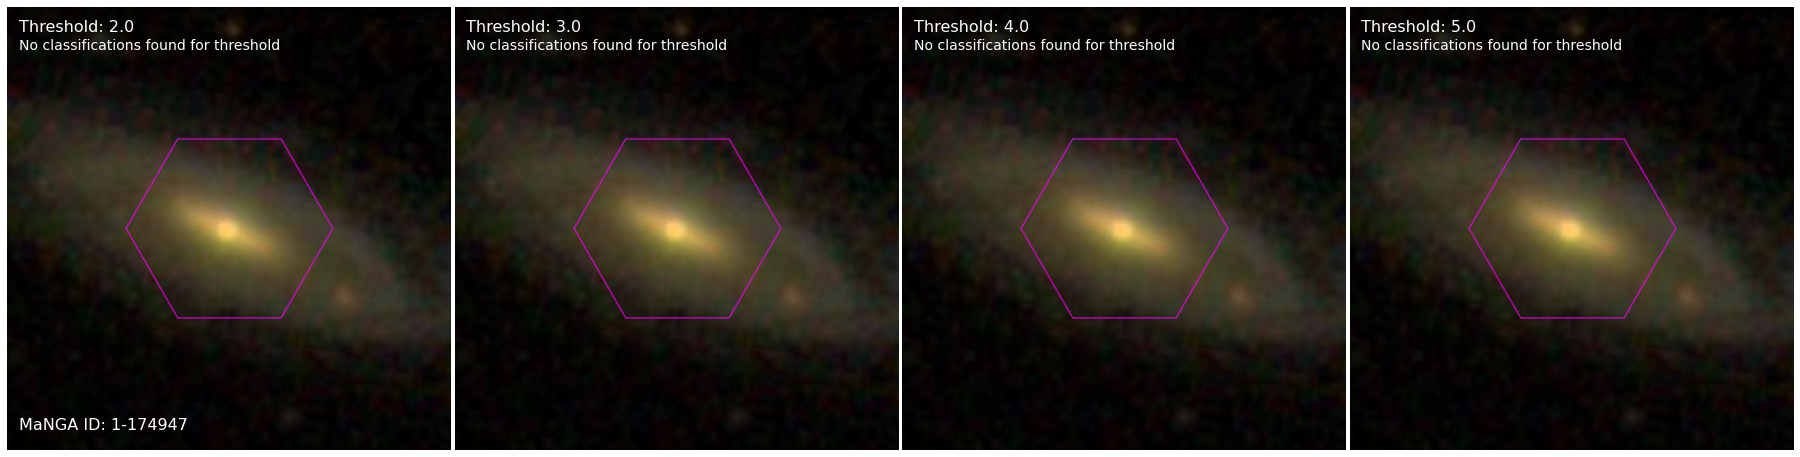 Threshold: 2.0
No classifications found for threshold
MaNGA ID: 1-174947
Threshold: 3.0
No classifications found for threshold
Threshold: 4.0
No classifications found for threshold
Threshold: 5.0
No classifications found for threshold